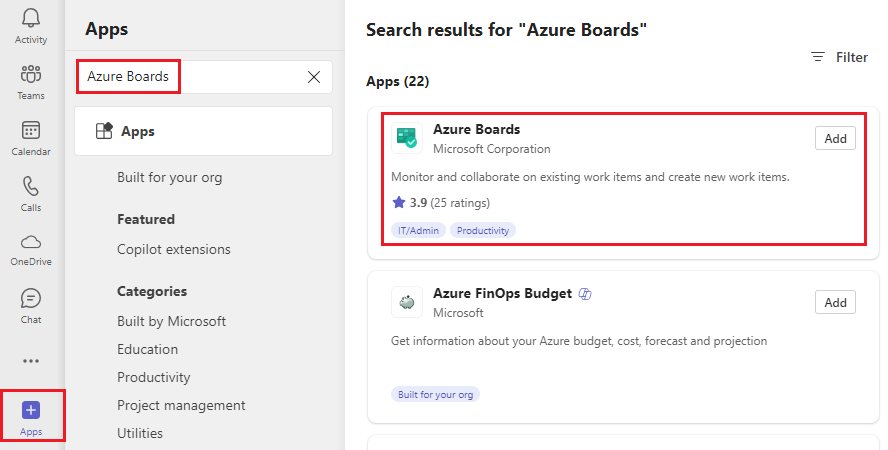 Activity
Teams
Calendar
Calls
OneDrive
Chat
Apps
Apps
Azure Boards
Apps
Built for your org
Featured
Copilot extensions
Categories
Built by Microsoft
Education
Productivity
Project management
Utilities
Search results for "Azure Boards"
Filter
Apps (22)
Azure Boards
Microsoft Corporation
Add
Monitor and collaborate on existing work items and create new work items.
3.9 (25 ratings)
IT/Admin Productivity
Azure FinOps Budget
Microsoft
Add
Get information about your Azure budget, cost, forecast and projection
Built for your org